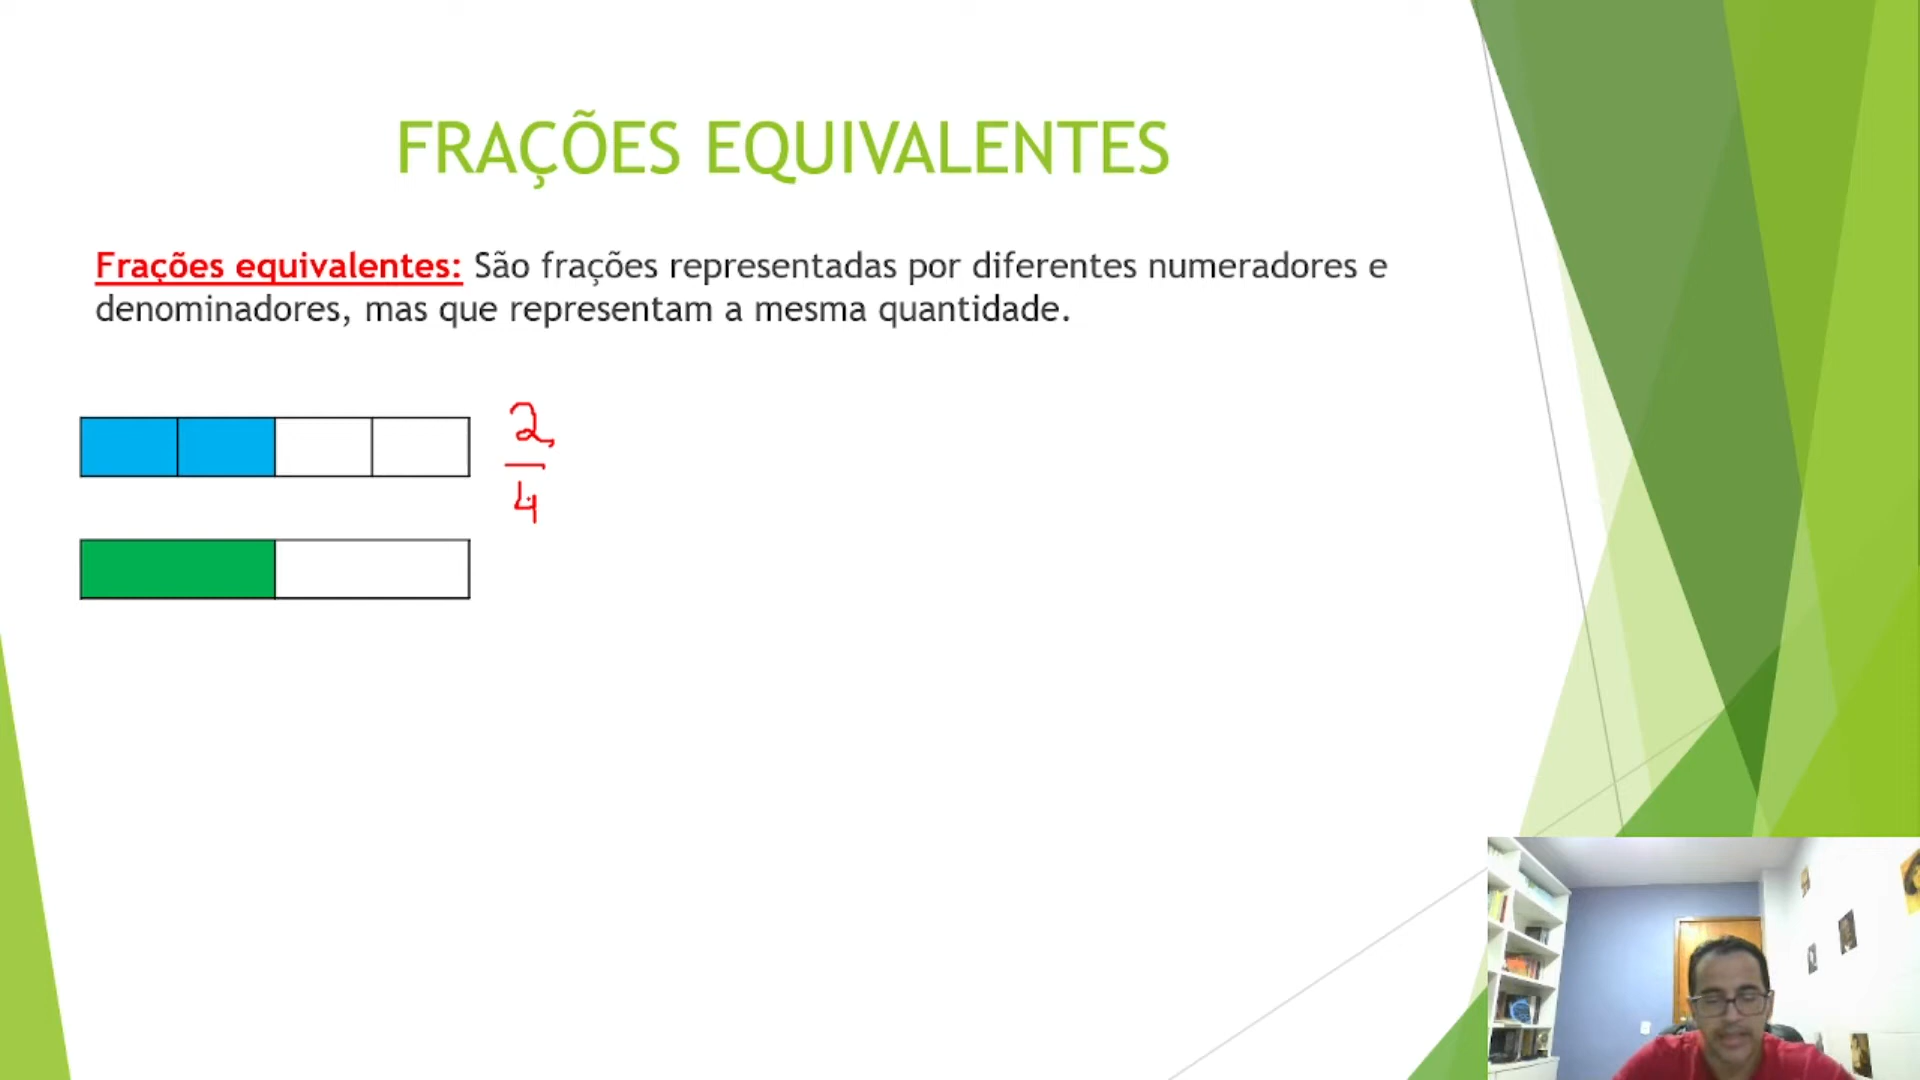 FRAÇÕES EQUIVALENTES
Frações equivalentes: São frações representadas por diferentes numeradores e
denominadores, mas que representam a mesma quantidade.
2
4